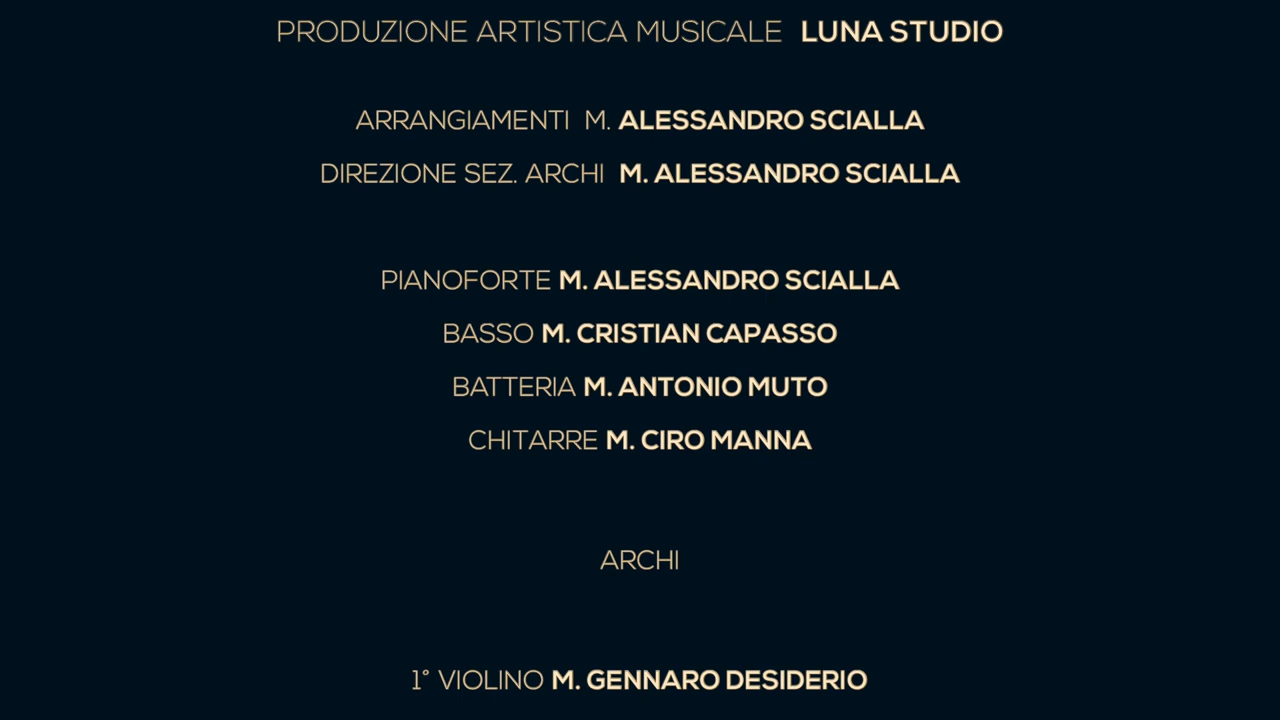 PRODUZIONE ARTISTICA MUSICALE LUNA STUDIO
ARRANGIAMENTI M. ALESSANDRO SCIALLA
DIREZIONE SEZ. ARCHI M. ALESSANDRO SCIALLA
PIANOFORTE M. ALESSANDRO SCIALLA
BASSO M. CRISTIAN CAPASSO
BATTERIA M. ANTONIO MUTO
CHITARRE M. CIRO MANNA
ARCHI
1° VIOLINO M. GENNARO DESIDERIO